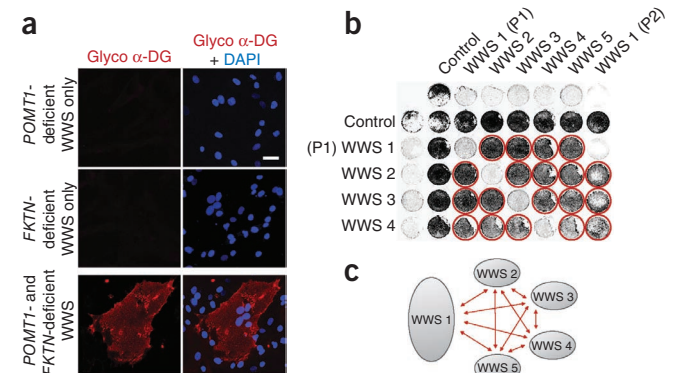 a
Glyco α-DG
Glyco α-DG
+ DAPI
POMT1-
deficient
WWS only
FKTN-
deficient
WWS only
POMT1- and
FKTN-deficient
WWS
b
Control
WWS 1 (P1)
WWS 2
WWS 3
WWS 4
WWS 5
WWS 1 (P2)
Control
(P1) WWS 1
WWS 2
WWS 3
WWS 4
c
WWS 1
WWS 2
WWS 3
WWS 4
WWS 5